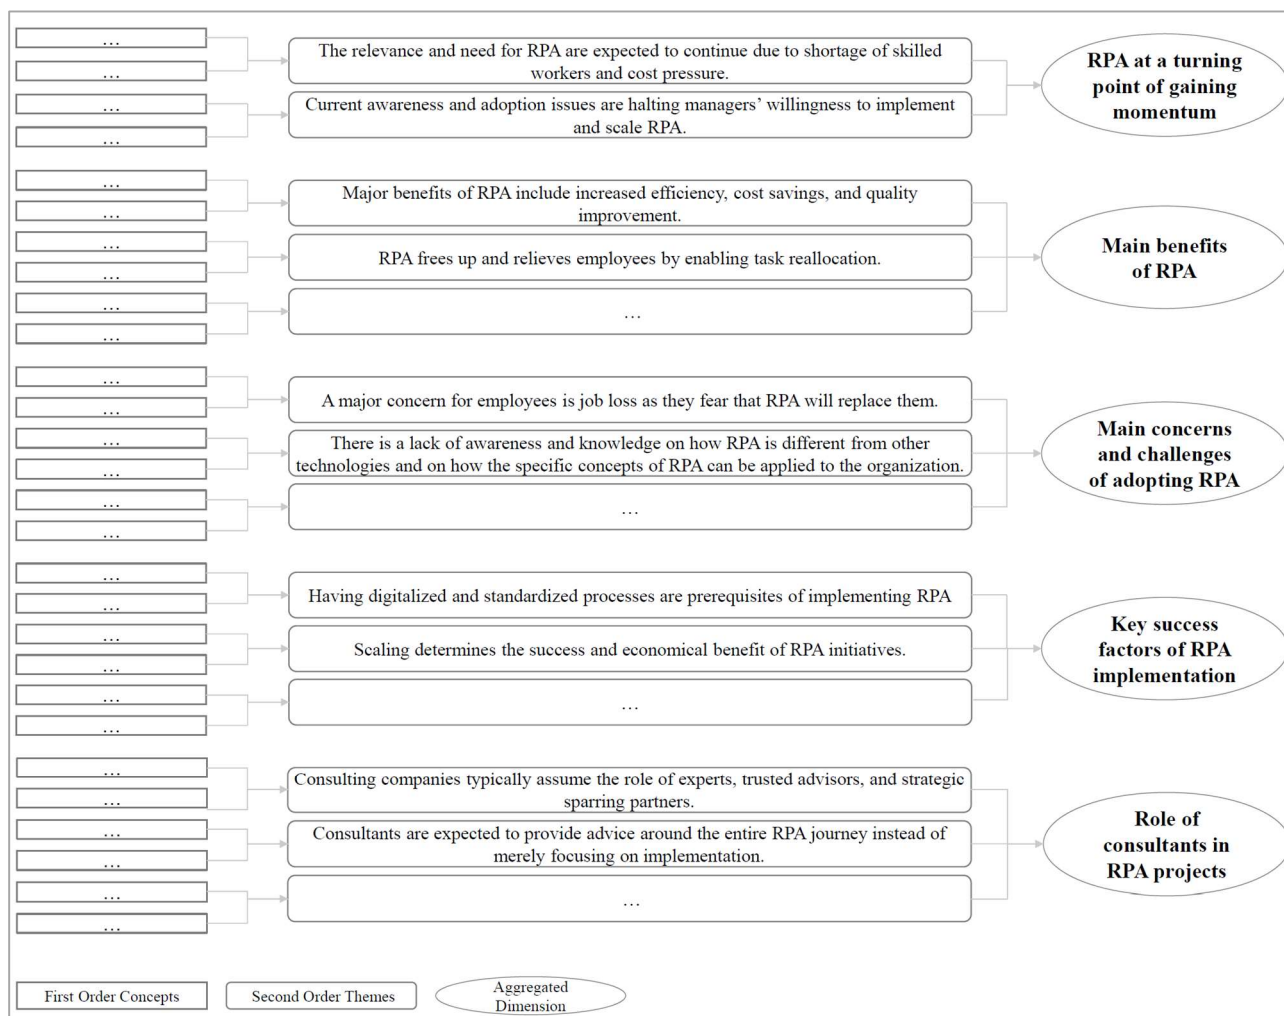 ...
...
...
...
The relevance and need for RPA are expected to continue due to shortage of skilled
workers and cost pressure.
Current awareness and adoption issues are halting managers’ willingness to implement
and scale RPA.
RPA at a turning
point of gaining
momentum
...
...
...
...
...
...
Major benefits of RPA include increased efficiency, cost savings, and quality
improvement.
RPA frees up and relieves employees by enabling task reallocation.
...
Main benefits
of RPA
...
...
...
...
...
...
A major concern for employees is job loss as they fear that RPA will replace them.
There is a lack of awareness and knowledge on how RPA is different from other
technologies and on how the specific concepts of RPA can be applied to the organization.
...
Main concerns
and challenges
of adopting RPA
...
...
...
...
...
...
Having digitalized and standardized processes are prerequisites of implementing RPA
Scaling determines the success and economical benefit of RPA initiatives.
...
Key success
factors of RPA
implementation
...
...
...
...
...
...
Consulting companies typically assume the role of experts, trusted advisors, and strategic
sparring partners.
Consultants are expected to provide advice around the entire RPA journey instead of
merely focusing on implementation.
...
Role of
consultants in
RPA projects
First Order Concepts
Second Order Themes
Aggregated
Dimension